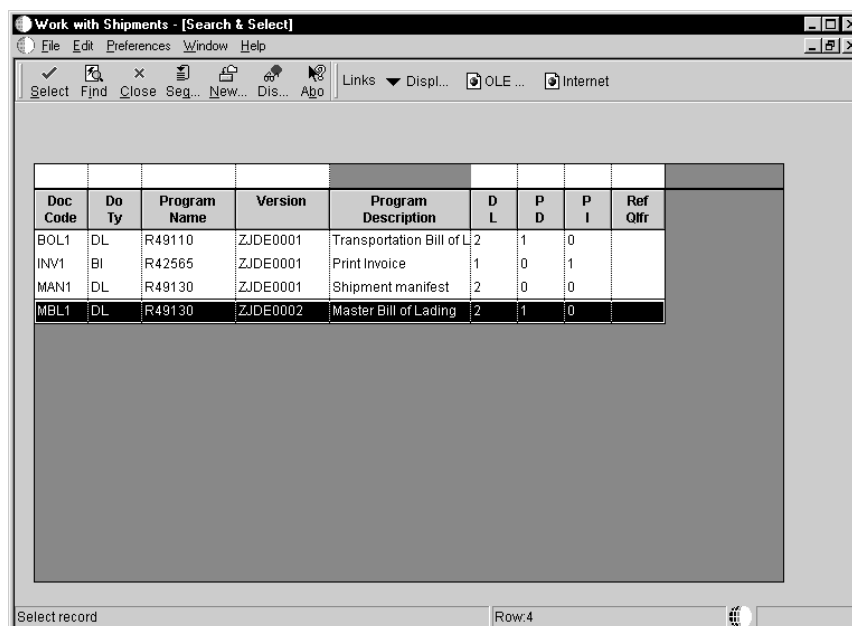 Work with Shipments - [Search & Select]
File Edit Preferences Window Help
Select Find Close Seg... New... Dis... Abo Links Displ... OLE ... Internet
Doc Code Do Ty Program Name Version Program Description D L P D P I Ref Qlfr
BOL1 DL R49110 ZJDE0001 Transportation Bill of L 2 1 0
INV1 BI R42565 ZJDE0001 Print Invoice 1 0 1
MAN1 DL R49130 ZJDE0001 Shipment manifest 2 0 0
MBL1 DL R49130 ZJDE0002 Master Bill of Lading 2 1 0
Select record Row:4